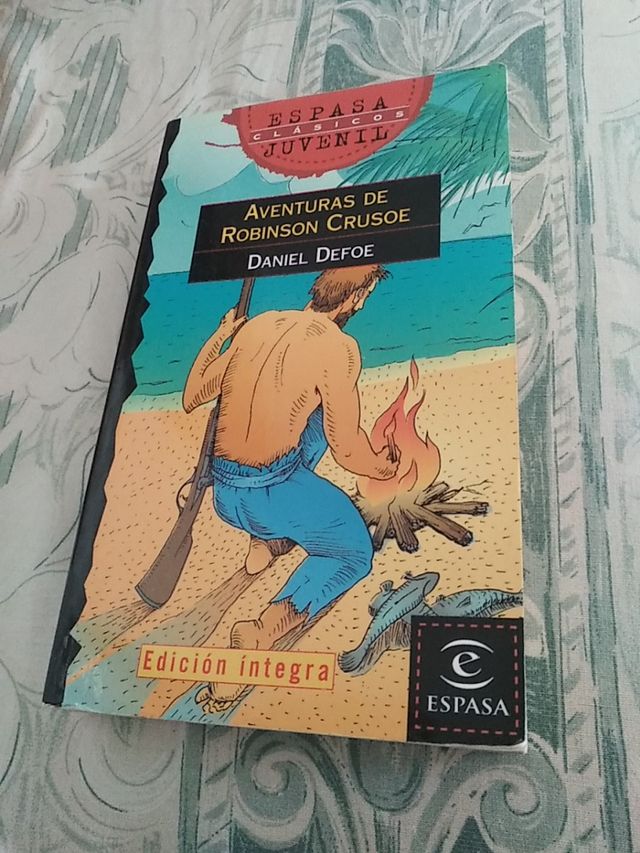 ESPASA
CLÁSICOS
JUVENIL
AVENTURAS DE
ROBINSON CRUSOE
DANIEL DEFOE
Edición íntegra
e
ESPASA